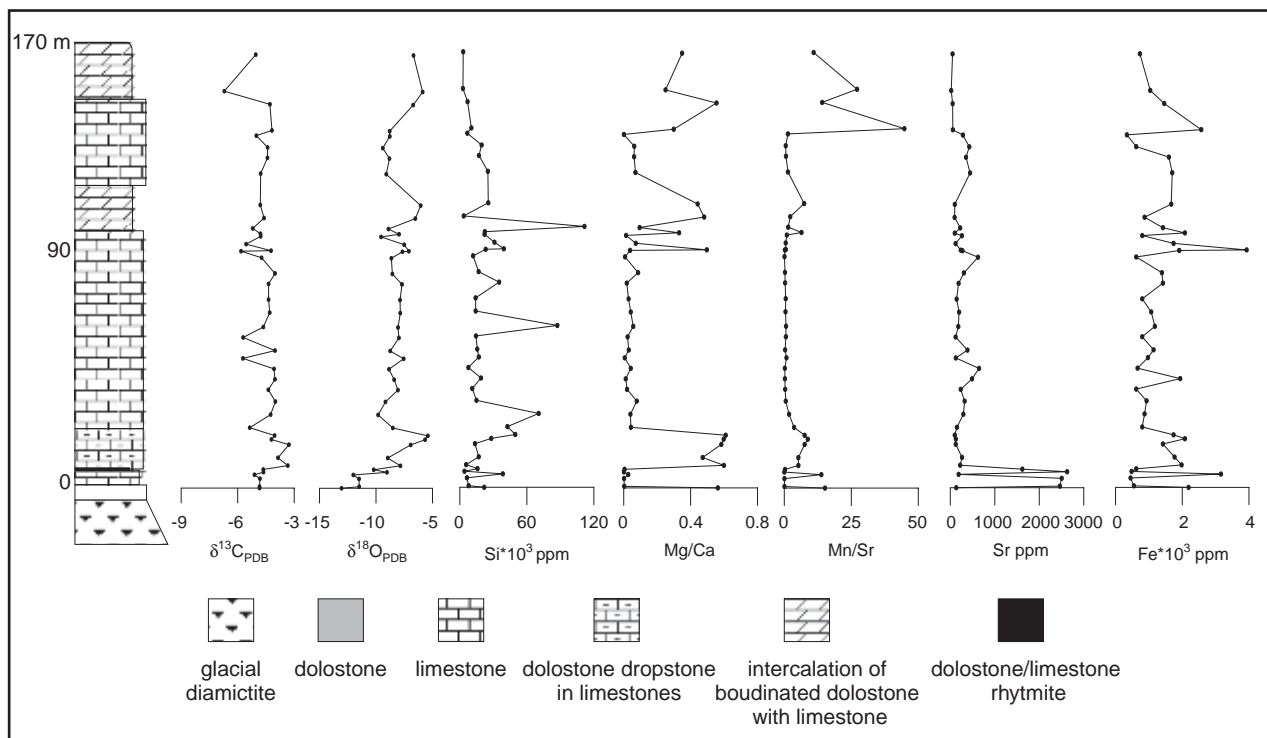 170 m
90
0
-9 -6 -3
δ13CPDB
-15 -10 -5
δ18OPDB
0 60 120
Si*10³ ppm
0 0.4 0.8
Mg/Ca
0 25 50
Mn/Sr
0 1000 2000 3000
Sr ppm
0 2 4
Fe*10³ ppm
glacial
diamictite
dolostone
limestone
dolostone dropstone
in limestones
intercalation of
boudinated dolostone
with limestone
dolostone/limestone
rhytmite